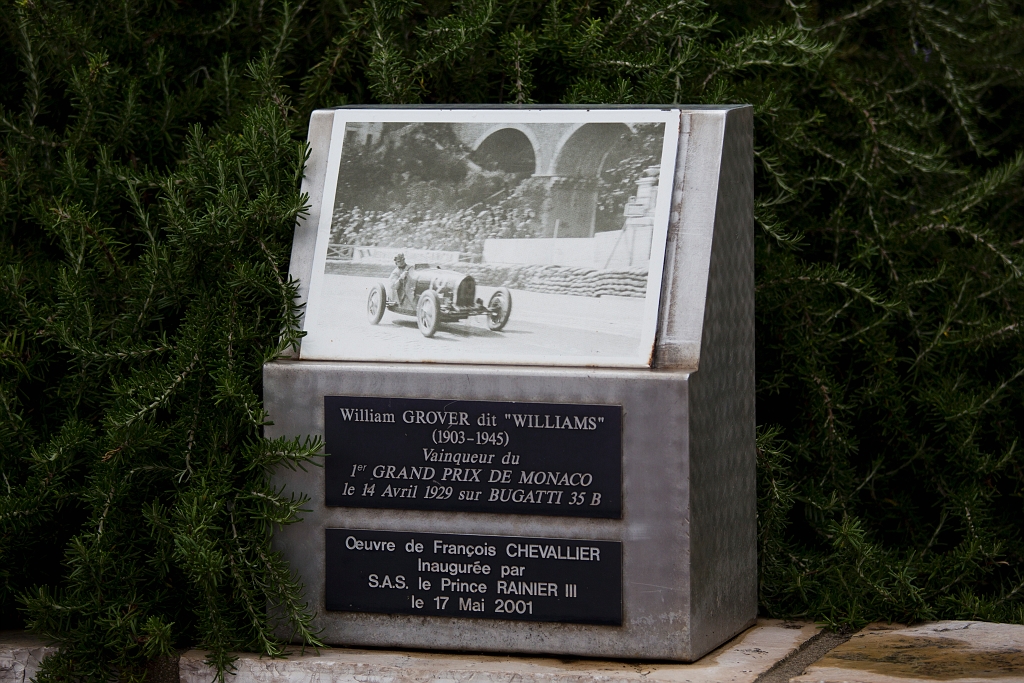 William GROVER dit "WILLIAMS"
(1903-1945)
Vainqueur du
1er GRAND PRIX DE MONACO
le 14 Avril 1929 sur BUGATTI 35 B
Oeuvre de François CHEVALLIER
Inaugurée par
S.A.S. le Prince RAINIER III
le 17 Mai 2001